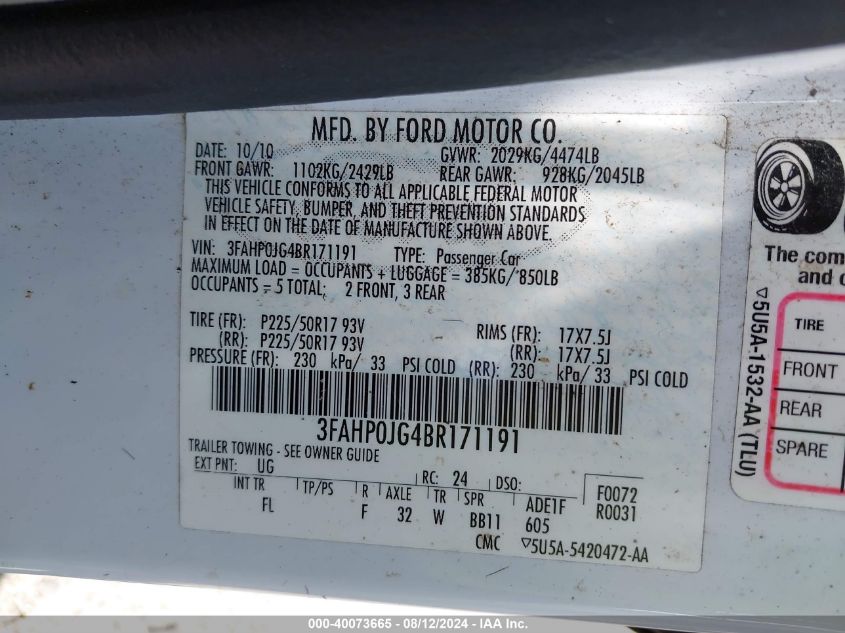 MFD. BY FORD MOTOR CO.
DATE: 10/10 GVWR: 2029KG/4474LB
FRONT GAWR: 1102KG/2429LB REAR GAWR: 928KG/2045LB
THIS VEHICLE CONFORMS TO ALL APPLICABLE FEDERAL MOTOR
VEHICLE SAFETY, BUMPER, AND THEFT PREVENTION STANDARDS
IN EFFECT ON THE DATE OF MANUFACTURE SHOWN ABOVE.
VIN: 3FAHP0JG4BR171191 TYPE: Passenger Car
MAXIMUM LOAD = OCCUPANTS + LUGGAGE = 385KG/ 850LB
OCCUPANTS = 5 TOTAL: 2 FRONT, 3 REAR
TIRE (FR): P225/50R17 93V RIMS (FR): 17X7.5J
(RR): P225/50R17 93V (RR): 17X7.5J
PRESSURE (FR): 230 kPa/ 33 PSI COLD (RR): 230 kPa/ 33 PSI COLD
3FAHP0JG4BR171191
TRAILER TOWING - SEE OWNER GUIDE
EXT PNT: UG RC: 24 DSO:
INT TR TP/PS R AXLE TR SPR ADE1F F0072
FL F 32 W BB11 605 R0031
CMC ▽5U5A-5420472-AA
The com
and
▽5U5A-1532-AA (TLU)
TIRE
FRONT
REAR
SPARE
000-40073665 - 08/12/2024 - IAA Inc.